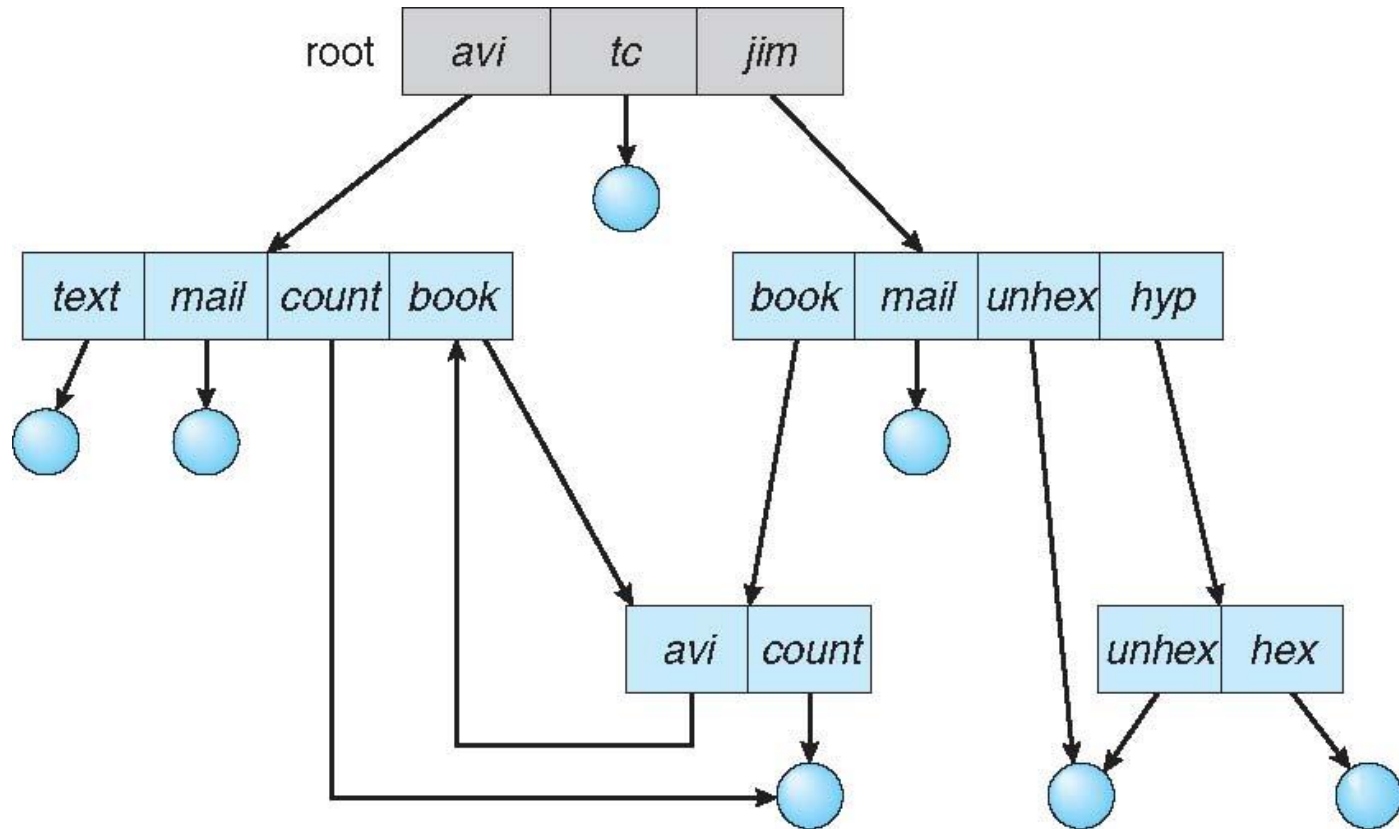 root avi tc jim
text mail count book
book mail unhex hyp
avi count
unhex hex